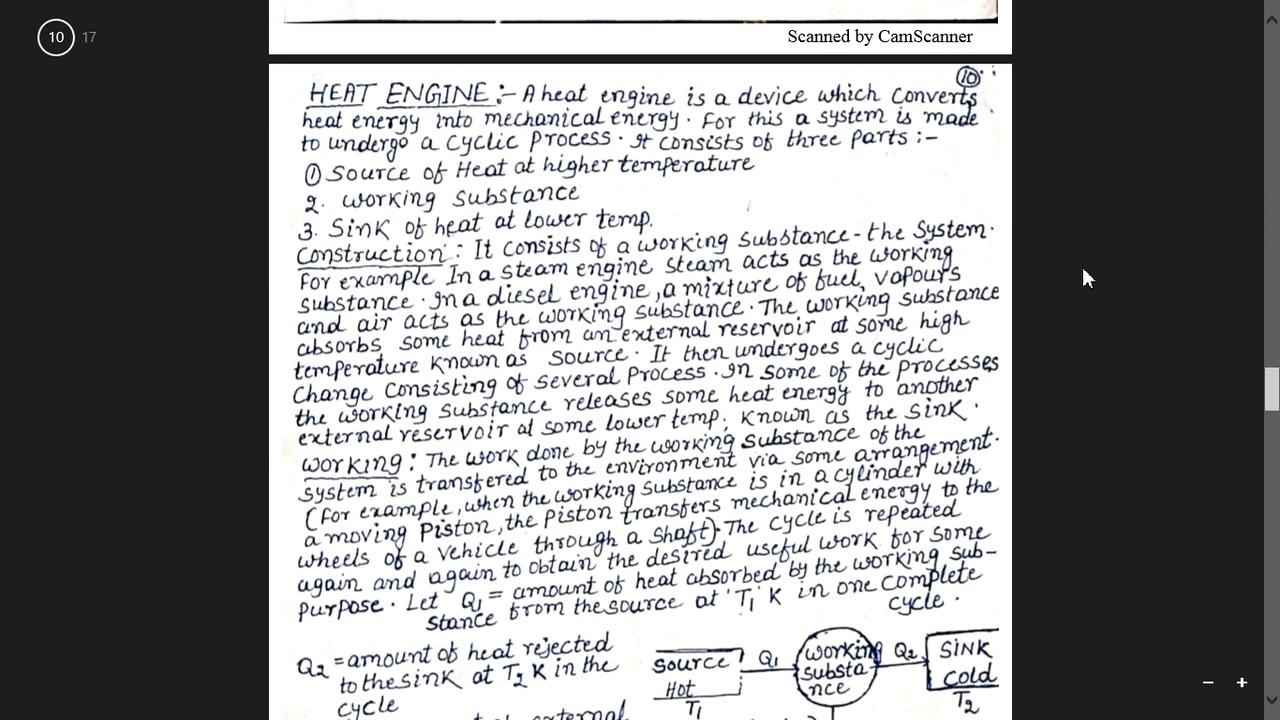 10 17
Scanned by CamScanner
10
HEAT ENGINE :- A heat engine is a device which converts
heat energy into mechanical energy. For this a system is made
to undergo a cyclic Process. It consists of three Parts :-
① Source of Heat at higher temperature
2. working substance
3. Sink of heat at lower temp.
Construction : It consists of a working substance - the System.
For example In a steam engine steam acts as the working
substance. In a diesel engine, a mixture of fuel, vapours
and air acts as the working substance. The working substance
absorbs some heat from an external reservoir at some high
temperature known as source. It then undergoes a cyclic
Change consisting of several Process. In some of the processes
the working substance releases some heat energy to another
external reservoir at some lower temp; known as the sink.
working : The work done by the working substance of the
system is transfered to the environment via some arrangement.
(for example, when the working substance is in a cylinder with
a moving Piston, the Piston transfers mechanical energy to the
wheels of a vehicle through a shaft). The cycle is repeated
again and again to obtain the desired useful work for some
Purpose. Let Q1 = amount of heat absorbed by the working sub-
stance from the source at 'T1' K in one complete
cycle.
Q2 = amount of heat rejected
to the sink at T2 K in the
cycle
Source
Hot
T1
Q1
working
substa
nce
Q2
SINK
Cold
T2
external